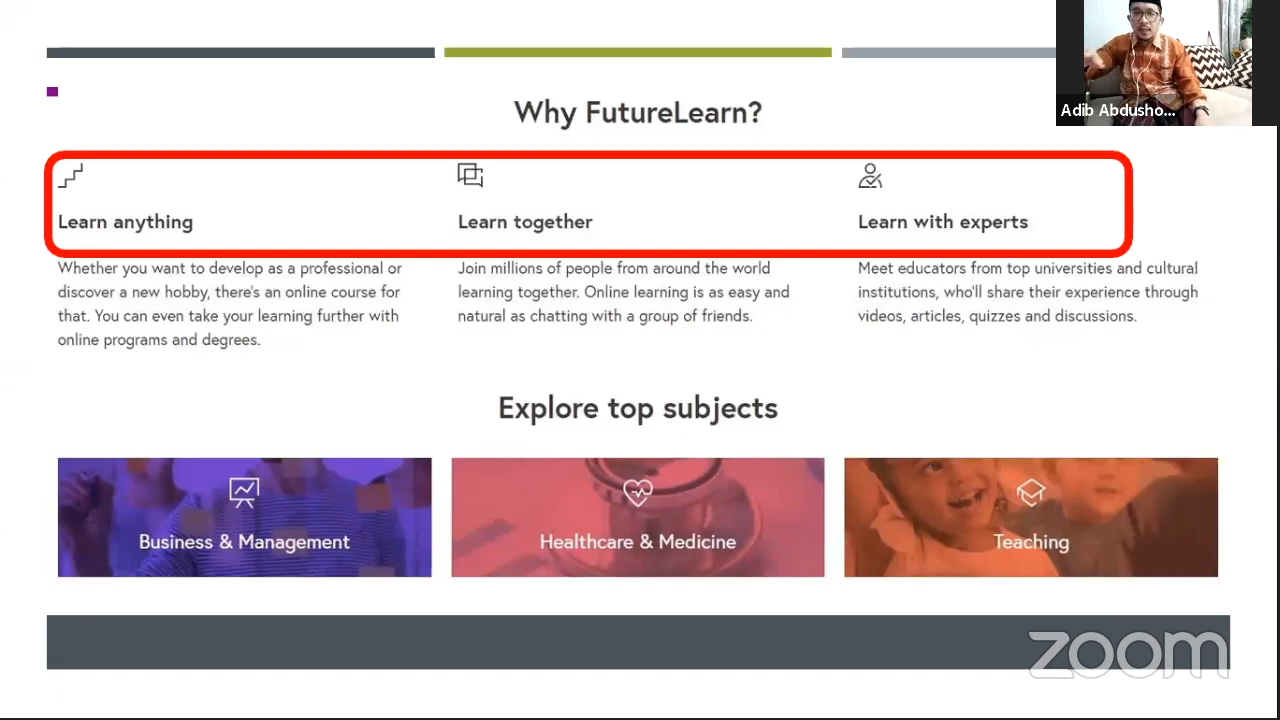 Adib Abdusho...
Why FutureLearn?
Learn anything
Learn together
Learn with experts
Whether you want to develop as a professional or
discover a new hobby, there's an online course for
that. You can even take your learning further with
online programs and degrees.
Join millions of people from around the world
learning together. Online learning is as easy and
natural as chatting with a group of friends.
Meet educators from top universities and cultural
institutions, who'll share their experience through
videos, articles, quizzes and discussions.
Explore top subjects
Business & Management
Healthcare & Medicine
Teaching
zoom